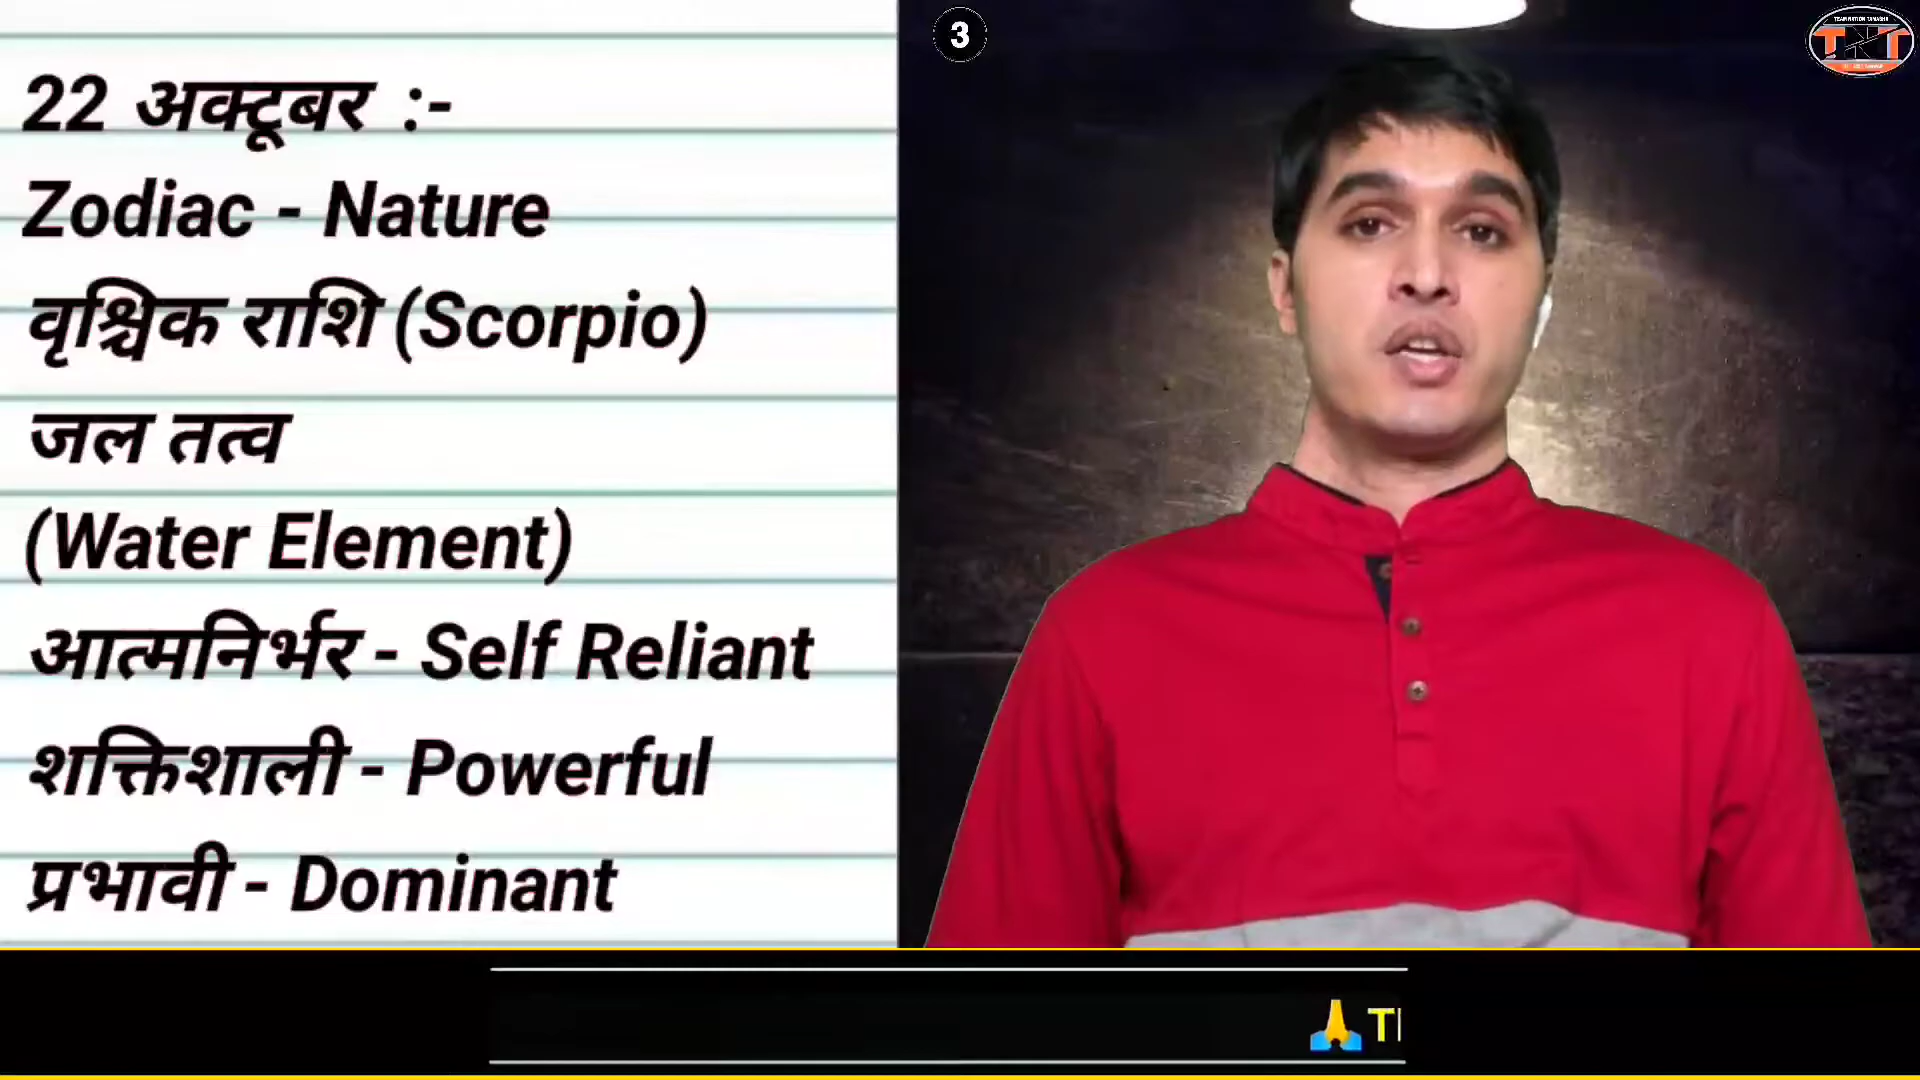 22 अक्टूबर :-
Zodiac - Nature
वृश्चिक राशि (Scorpio)
जल तत्व
(Water Element)
आत्मनिर्भर - Self Reliant
शक्तिशाली - Powerful
प्रभावी - Dominant
3
TNT
🙏T